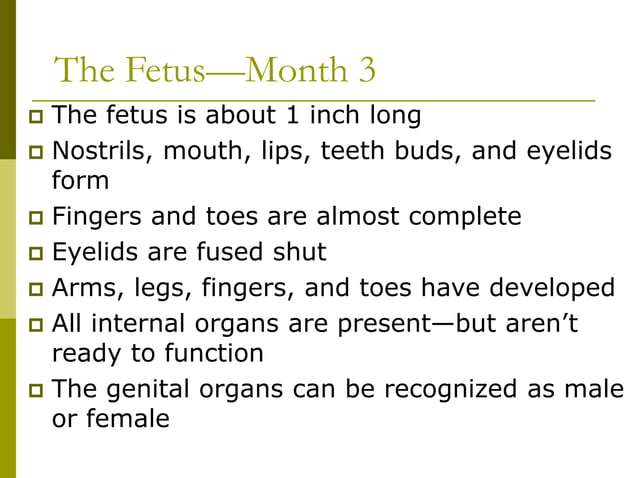 The Fetus—Month 3
The fetus is about 1 inch long
Nostrils, mouth, lips, teeth buds, and eyelids
form
Fingers and toes are almost complete
Eyelids are fused shut
Arms, legs, fingers, and toes have developed
All internal organs are present—but aren’t
ready to function
The genital organs can be recognized as male
or female